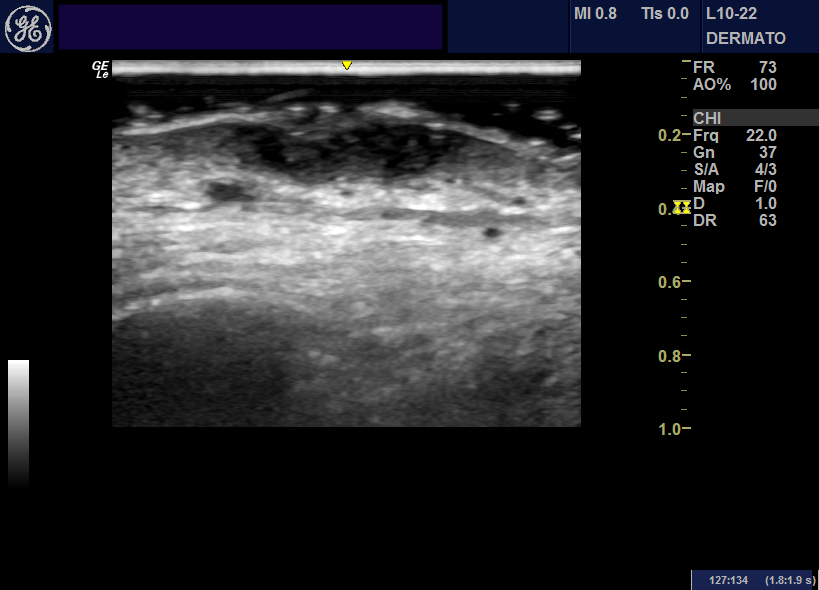 MI 0.8 TIs 0.0 L10-22
DERMATO
GE
Le
FR 73
AO% 100
CHI
Frq 22.0
Gn 37
S/A 4/3
Map F/0
D 1.0
DR 63
0.2
0.6
0.8
1.0
127:134 (1.8:1.9 s)